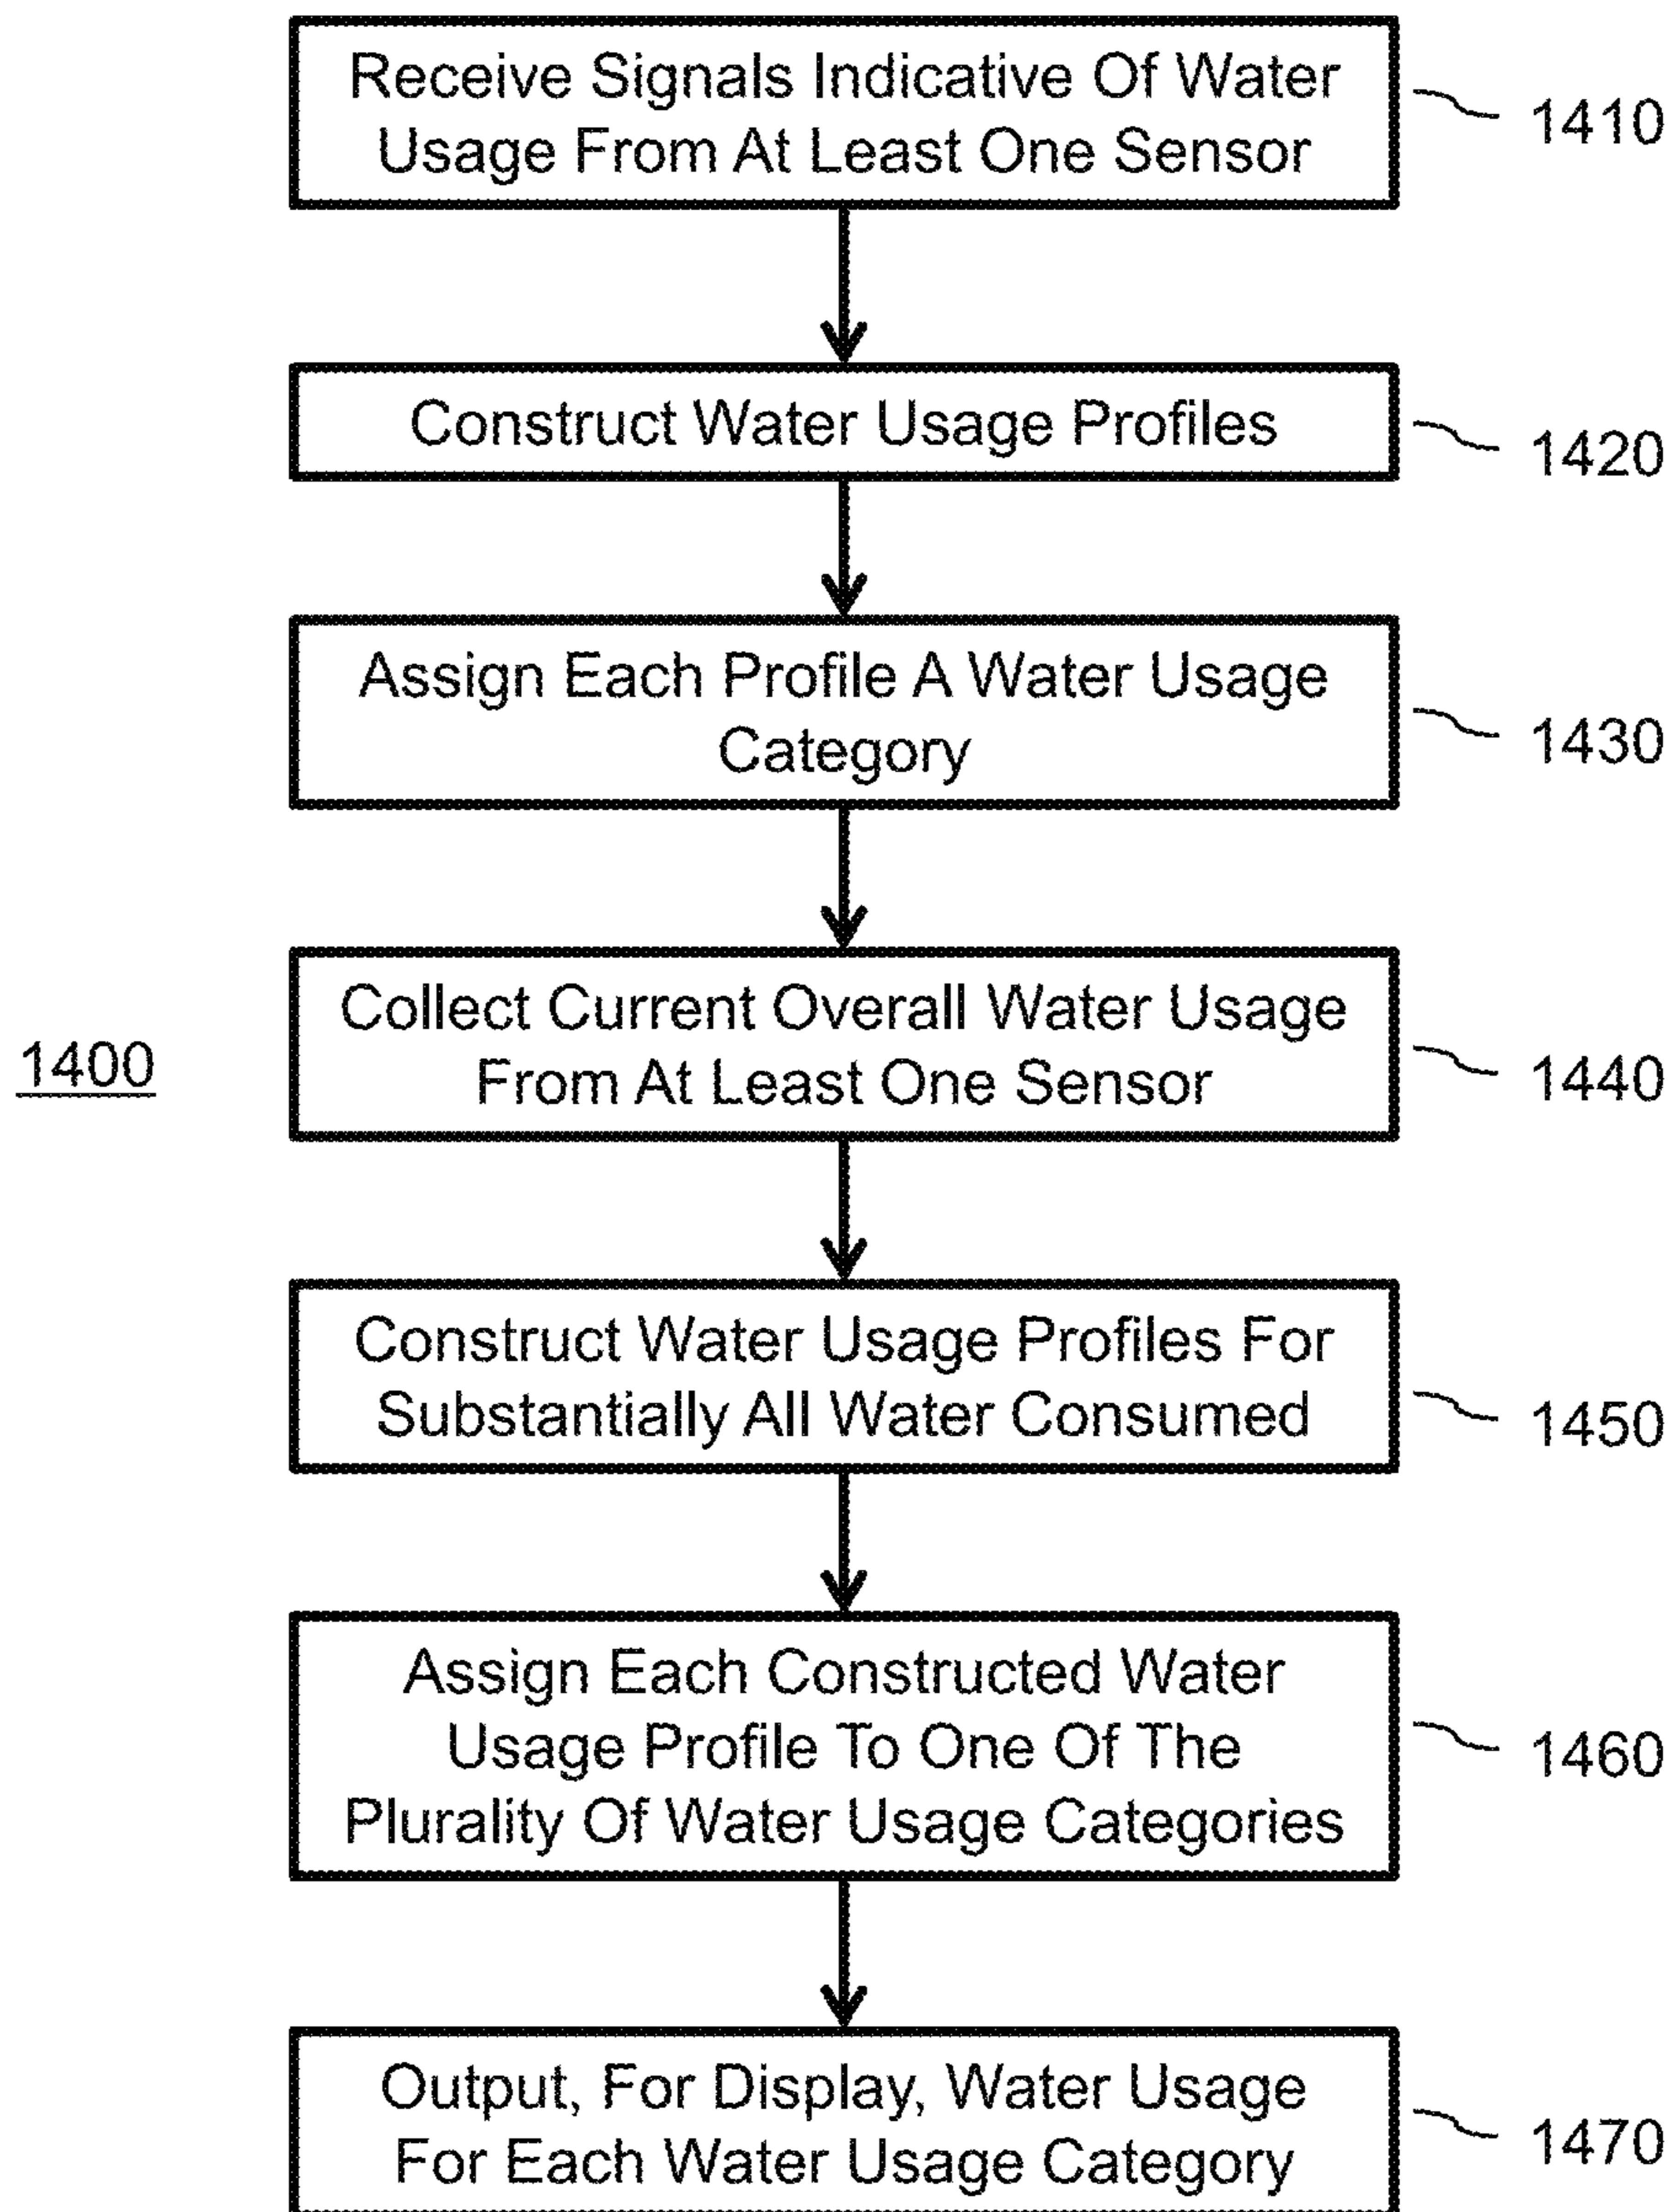 Receive Signals Indicative Of Water
Usage From At Least One Sensor
1410
Construct Water Usage Profiles
1420
Assign Each Profile A Water Usage
Category
1430
1400
Collect Current Overall Water Usage
From At Least One Sensor
1440
Construct Water Usage Profiles For
Substantially All Water Consumed
1450
Assign Each Constructed Water
Usage Profile To One Of The
Plurality Of Water Usage Categories
1460
Output, For Display, Water Usage
For Each Water Usage Category
1470